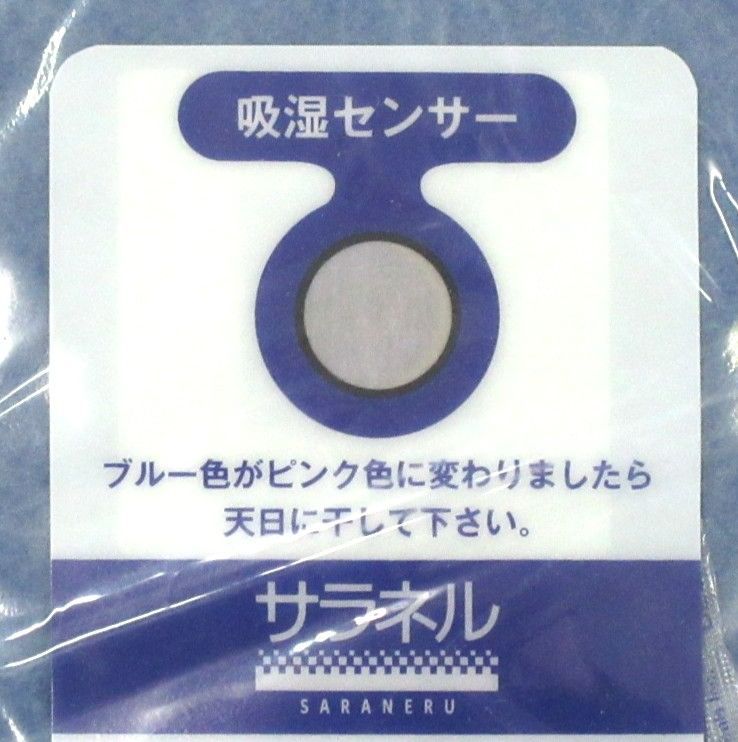 吸湿センサー
ブルー色がピンク色に変わりましたら
天日に干して下さい。
サラネル
SARANERU